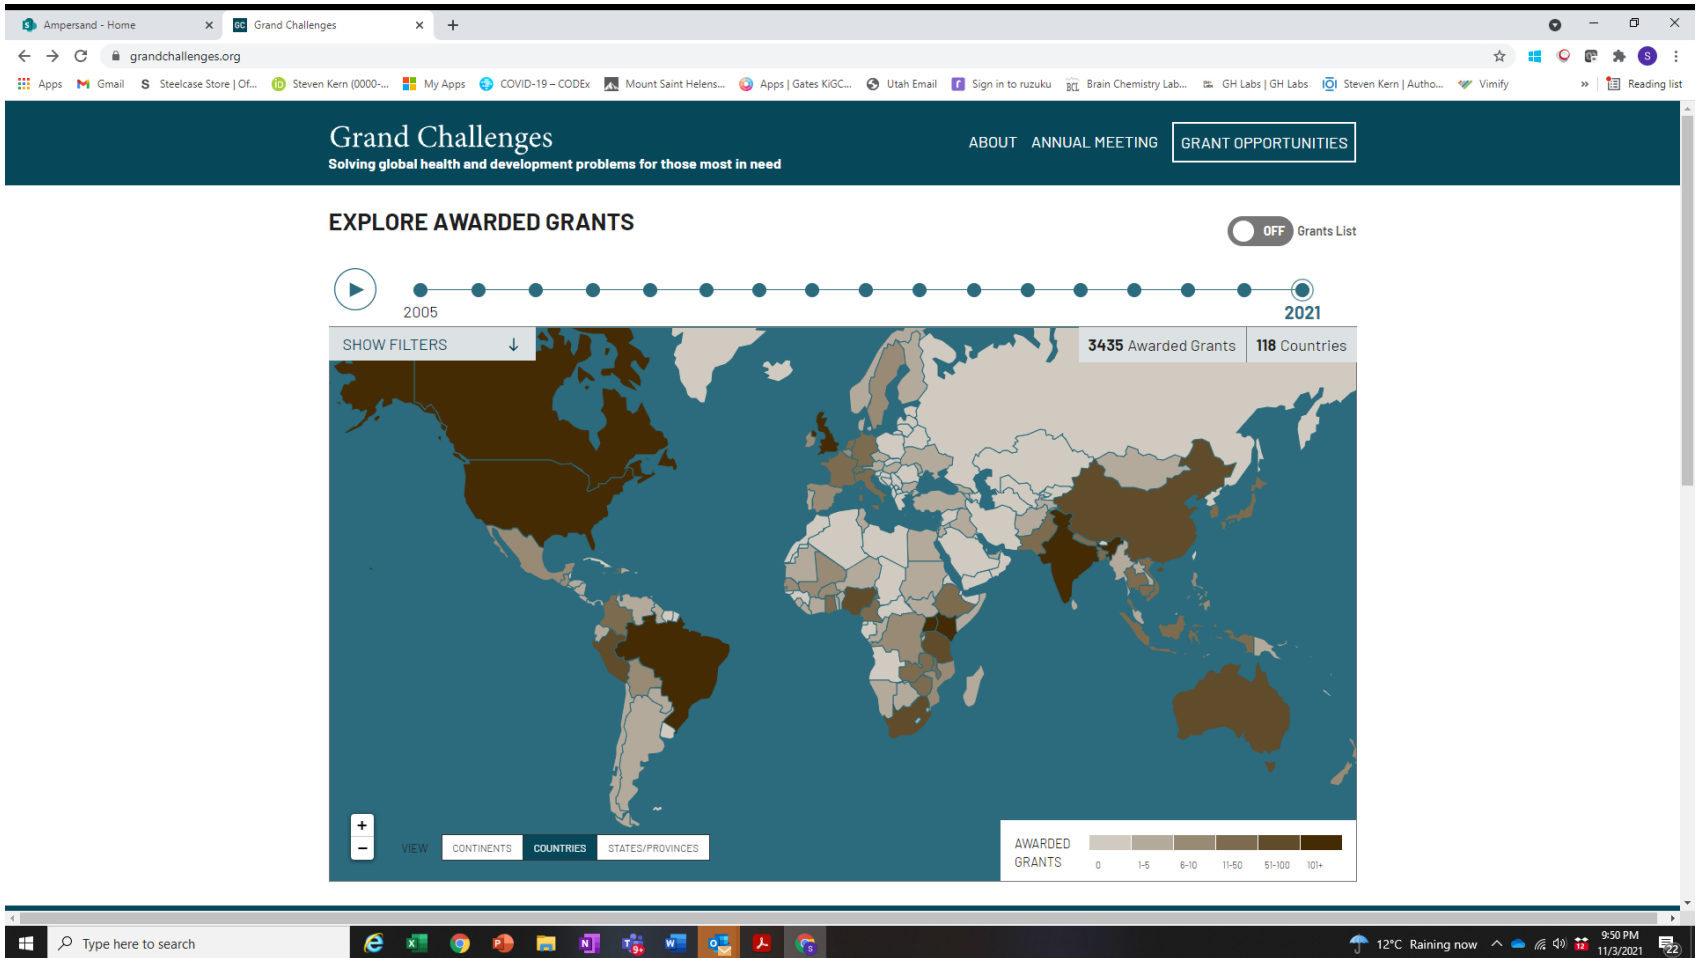 Ampersand - Home
GC Grand Challenges
grandchallenges.org
Apps Gmail Steelcase Store | Of... Steven Kern (0000-... My Apps COVID-19 – CODEx Mount Saint Helens... Apps | Gates KiGC... Utah Email Sign in to ruzuku BCL Brain Chemistry Lab... GH Labs | GH Labs Steven Kern | Autho... Vimify » Reading list
Grand Challenges
Solving global health and development problems for those most in need
ABOUT ANNUAL MEETING GRANT OPPORTUNITIES
EXPLORE AWARDED GRANTS
OFF Grants List
2005 2021
SHOW FILTERS ↓
3435 Awarded Grants 118 Countries
+
−
VIEW CONTINENTS COUNTRIES STATES/PROVINCES
AWARDED GRANTS
0 1-5 6-10 11-50 51-100 101+
Type here to search
12°C Raining now
9:50 PM
11/3/2021
22